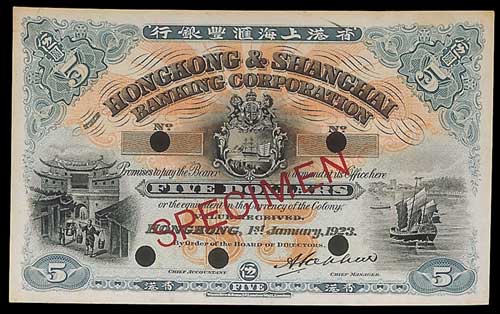 行銀豐滙海上港香
伍圓 5 5 伍圓
HONGKONG & SHANGHAI
BANKING CORPORATION
Nº Nº
Promises to pay the Bearer on demand at its Office here
FIVE DOLLARS
or the equivalent in the Currency of the Colony,
VALUE RECEIVED.
SPECIMEN
HONGKONG, 1st January, 1923.
By Order of the BOARD OF DIRECTORS.
CHIEF ACCOUNTANT CHIEF MANAGER
5 港香 FIVE FIVE 港香 5